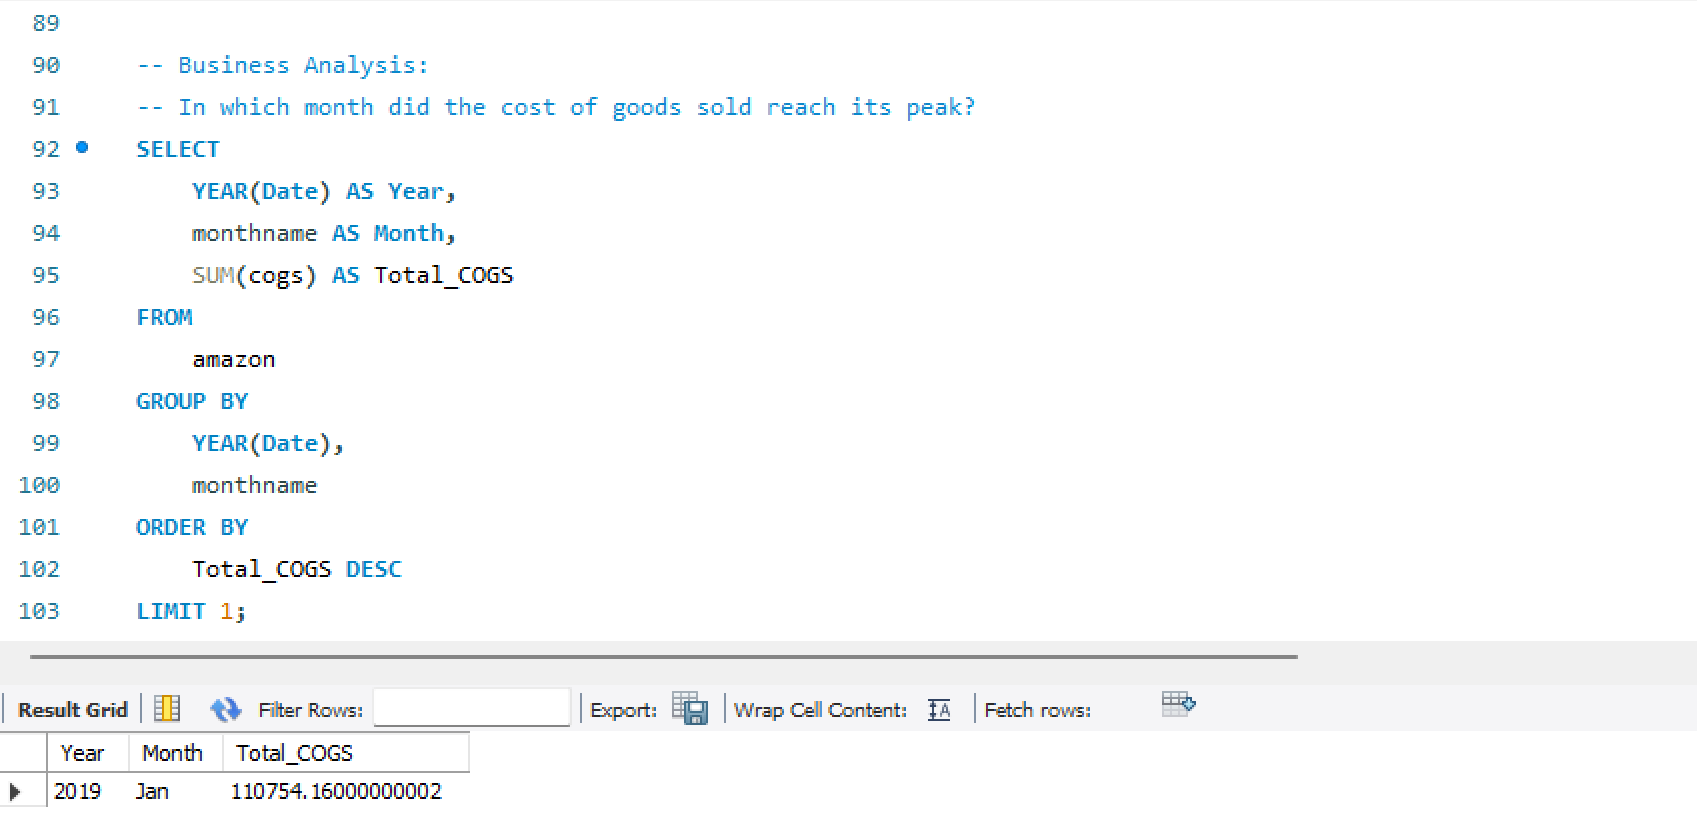 89
90 -- Business Analysis:
91 -- In which month did the cost of goods sold reach its peak?
92 SELECT
93 YEAR(Date) AS Year,
94 monthname AS Month,
95 SUM(cogs) AS Total_COGS
96 FROM
97 amazon
98 GROUP BY
99 YEAR(Date),
100 monthname
101 ORDER BY
102 Total_COGS DESC
103 LIMIT 1;
Result Grid Filter Rows: Export: Wrap Cell Content: IA Fetch rows:
Year Month Total_COGS
2019 Jan 110754.16000000002